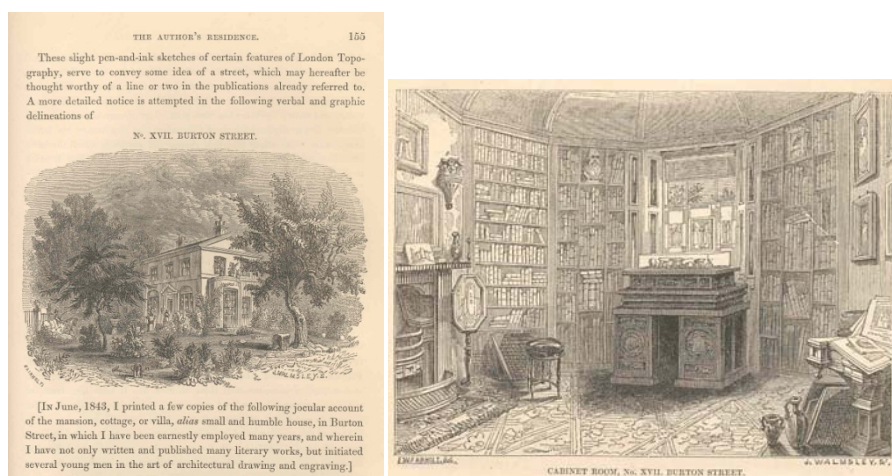 THE AUTHOR'S RESIDENCE. 155
These slight pen-and-ink sketches of certain features of London Topo-
graphy, serve to convey some idea of a street, which may hereafter be
thought worthy of a line or two in the publications already referred to.
A more detailed notice is attempted in the following verbal and graphic
delineations of
No. XVII. BURTON STREET.
J. WALMSLEY. S.
[IN June, 1843, I printed a few copies of the following jocular account
of the mansion, cottage, or villa, alias small and humble house, in Burton
Street, in which I have been earnestly employed many years, and wherein
I have not only written and published many literary works, but initiated
several young men in the art of architectural drawing and engraving.]
J. WALMSLEY. S.
CABINET ROOM, No. XVII. BURTON STREET.